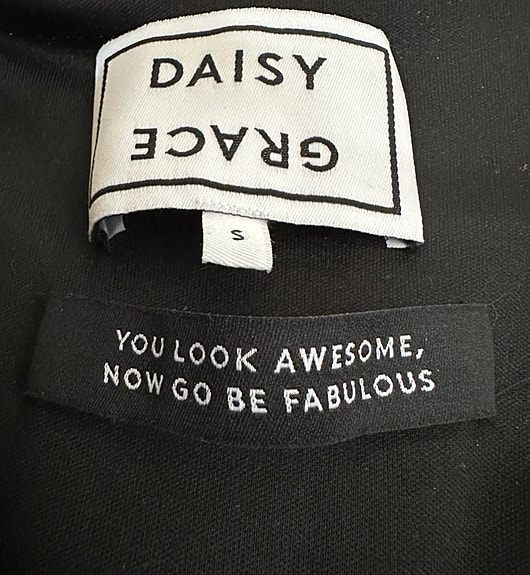 DAISY
GRACE
S
YOU LOOK AWESOME,
NOW GO BE FABULOUS